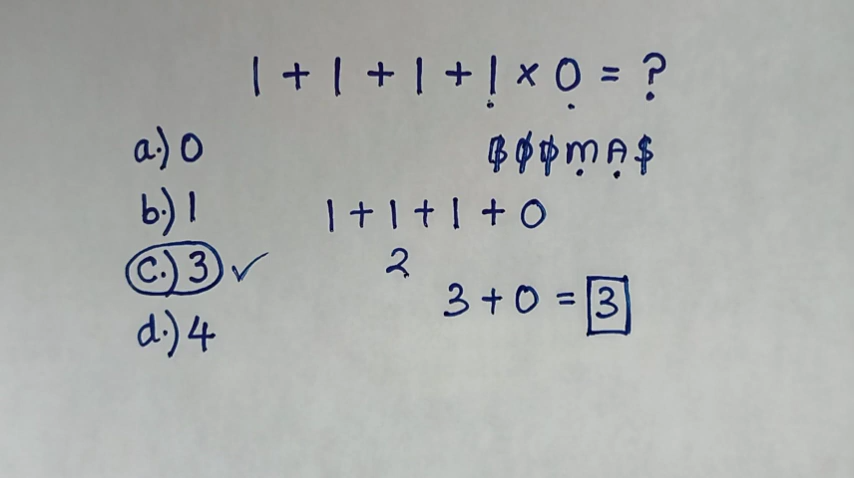 1 + 1 + 1 + 1 × 0 = ?
a.) 0
BODMAS
b.) 1
1 + 1 + 1 + 0
c.) 3 ✓
2
3 + 0 = 3
d.) 4